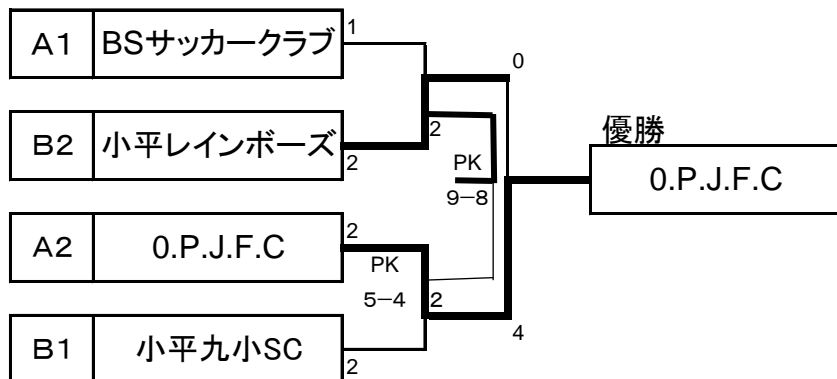 A1 BSサッカークラブ 1
0
B2 小平レインボーズ 2
2
PK
9-8
優勝
0.P.J.F.C
A2 0.P.J.F.C 2
PK
5-4
2
4
B1 小平九小SC 2